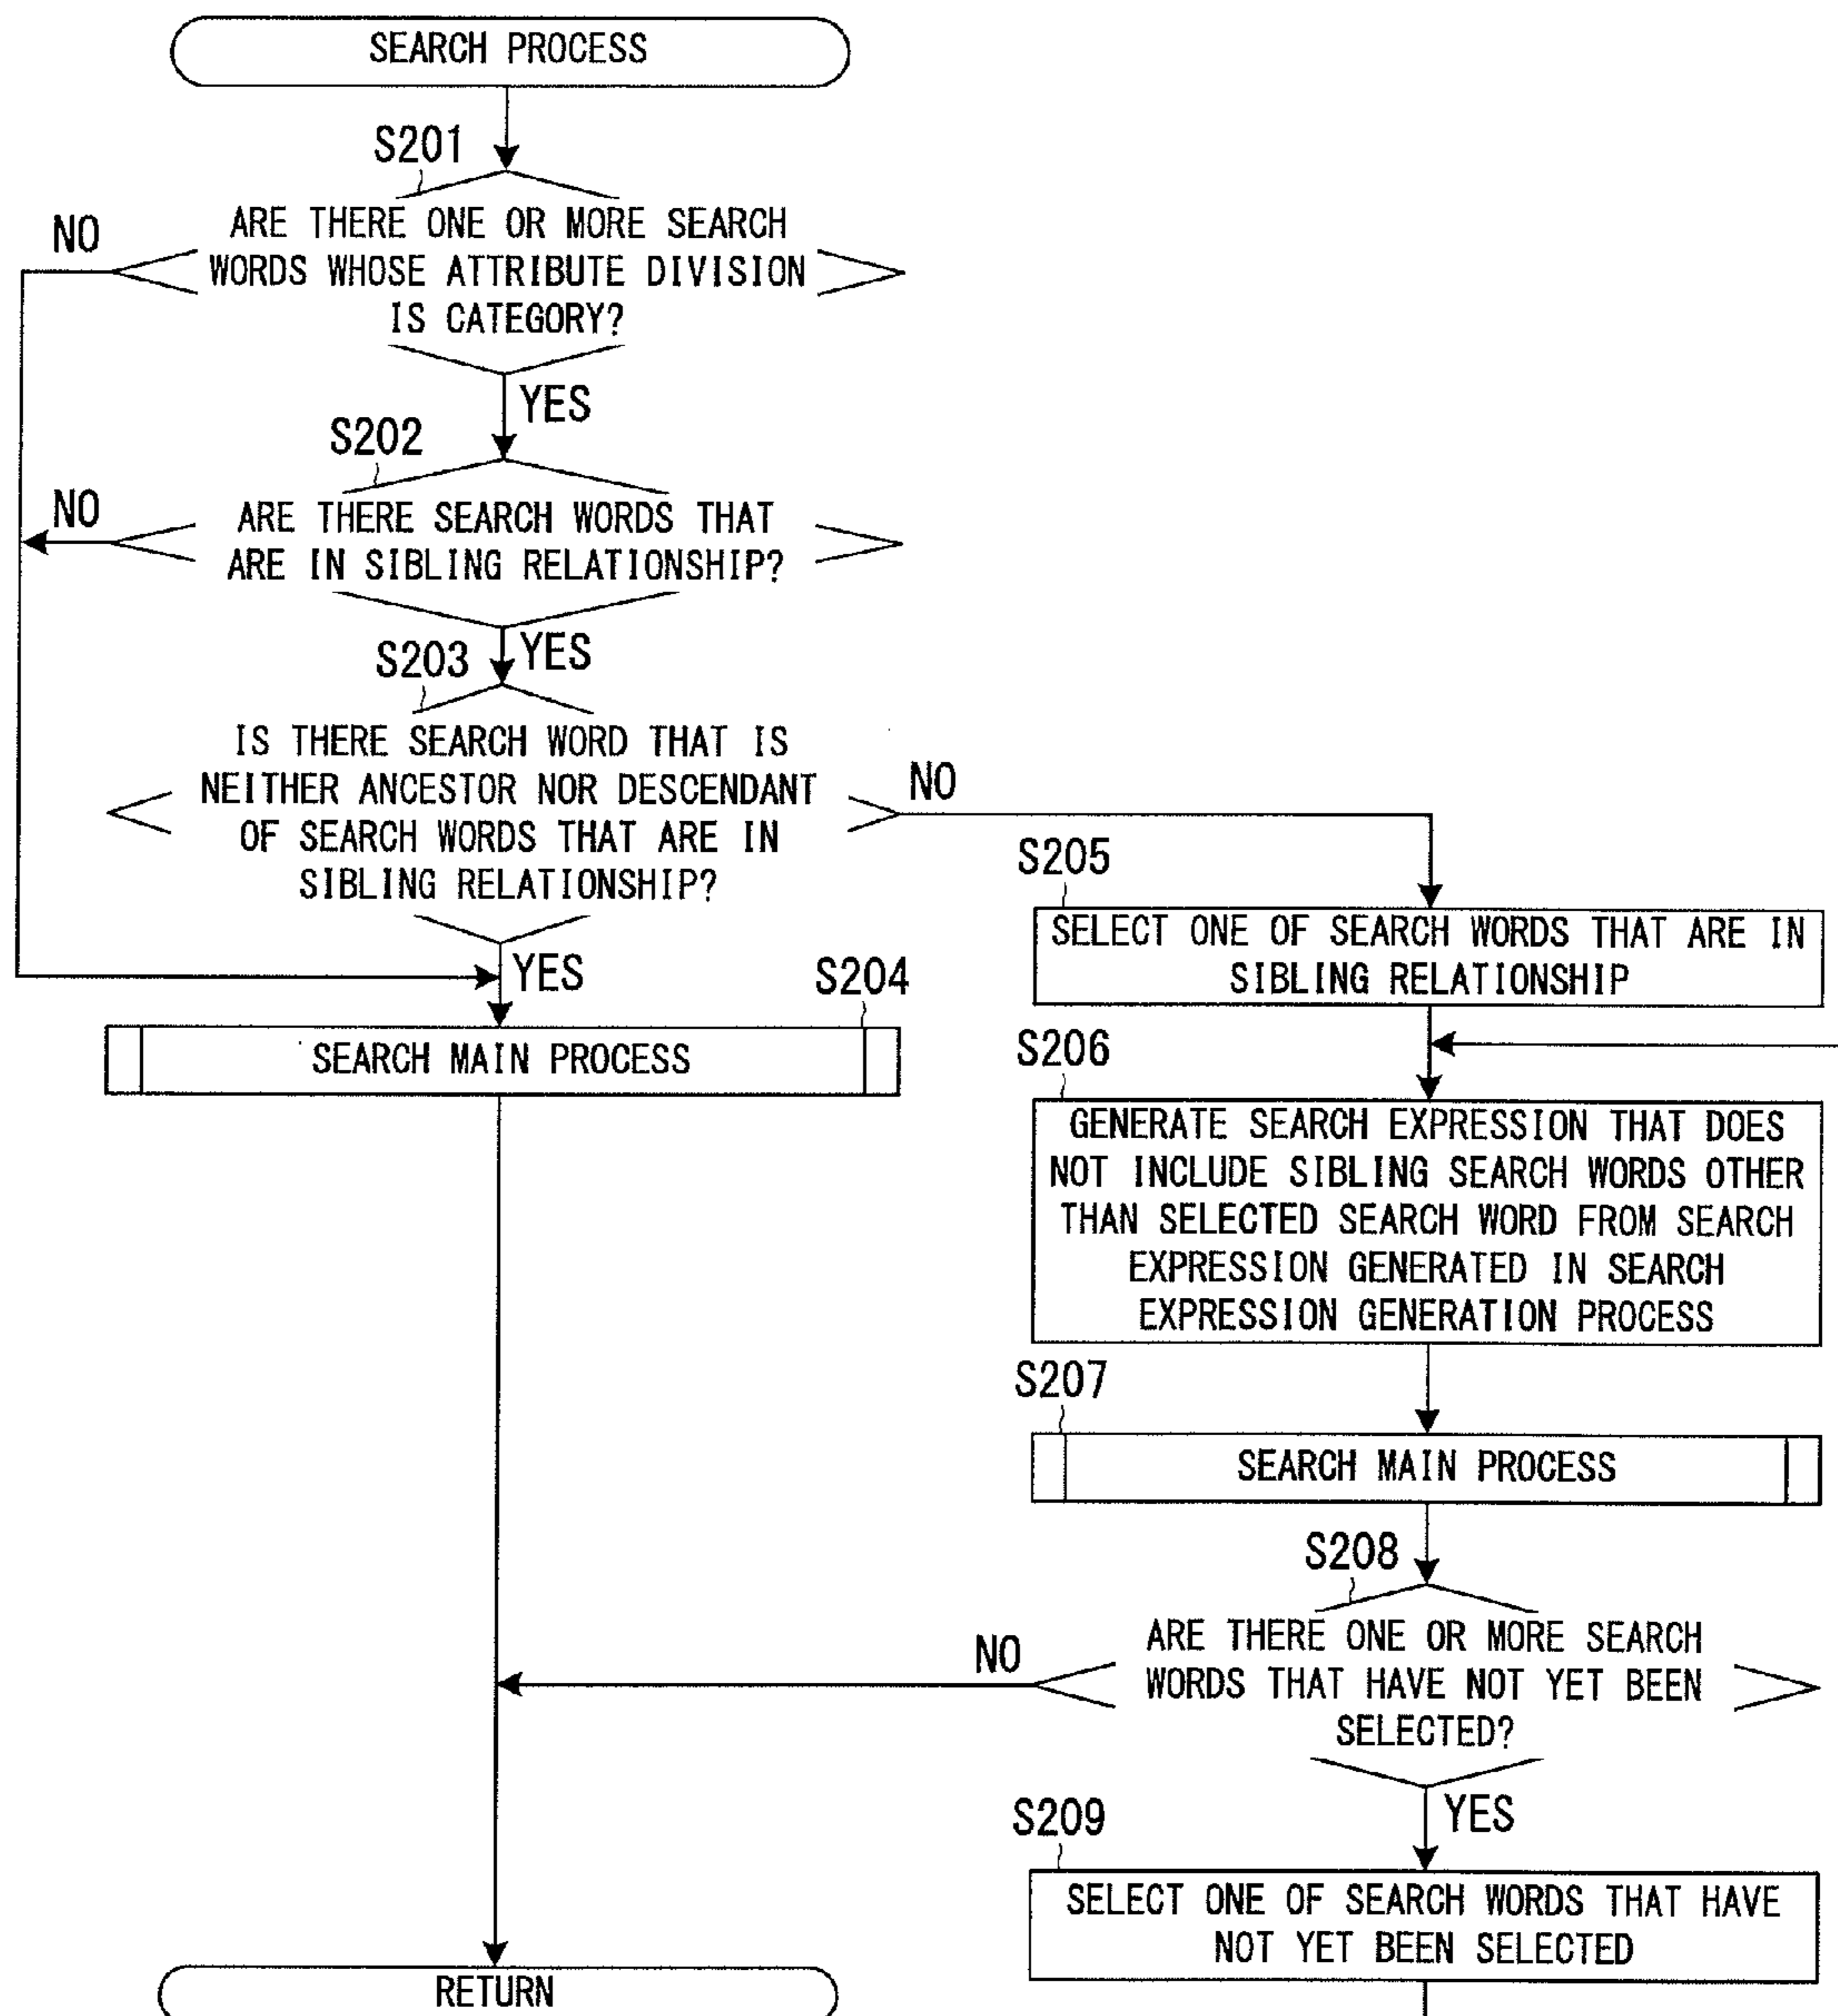 SEARCH PROCESS
S201
ARE THERE ONE OR MORE SEARCH
WORDS WHOSE ATTRIBUTE DIVISION
IS CATEGORY?
NO
YES
S202
ARE THERE SEARCH WORDS THAT
ARE IN SIBLING RELATIONSHIP?
NO
YES
S203
IS THERE SEARCH WORD THAT IS
NEITHER ANCESTOR NOR DESCENDANT
OF SEARCH WORDS THAT ARE IN
SIBLING RELATIONSHIP?
NO
YES
S204
SEARCH MAIN PROCESS
S205
SELECT ONE OF SEARCH WORDS THAT ARE IN
SIBLING RELATIONSHIP
S206
GENERATE SEARCH EXPRESSION THAT DOES
NOT INCLUDE SIBLING SEARCH WORDS OTHER
THAN SELECTED SEARCH WORD FROM SEARCH
EXPRESSION GENERATED IN SEARCH
EXPRESSION GENERATION PROCESS
S207
SEARCH MAIN PROCESS
S208
ARE THERE ONE OR MORE SEARCH
WORDS THAT HAVE NOT YET BEEN
SELECTED?
NO
YES
S209
SELECT ONE OF SEARCH WORDS THAT HAVE
NOT YET BEEN SELECTED
RETURN